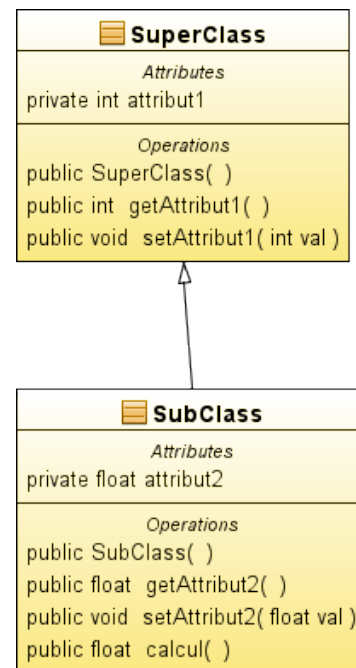 SuperClass
Attributes
private int attribut1
Operations
public SuperClass( )
public int getAttribut1( )
public void setAttribut1( int val )
SubClass
Attributes
private float attribut2
Operations
public SubClass( )
public float getAttribut2( )
public void setAttribut2( float val )
public float calcul( )